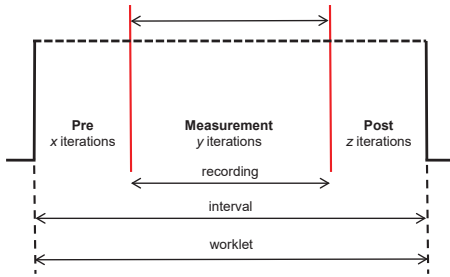 Pre
x iterations
Measurement
y iterations
Post
z iterations
recording
interval
worklet